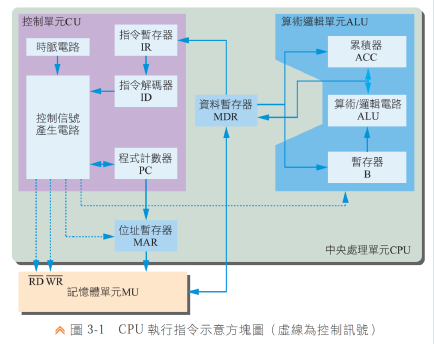 控制單元CU
時脈電路
控制信號
產生電路
指令暫存器
IR
指令解碼器
ID
程式計數器
PC
位址暫存器
MAR
資料暫存器
MDR
算術邏輯單元ALU
累積器
ACC
算術/邏輯電路
ALU
暫存器
B
中央處理單元CPU
RD WR
記憶體單元MU
圖 3-1 CPU 執行指令示意方塊圖（虛線為控制訊號）